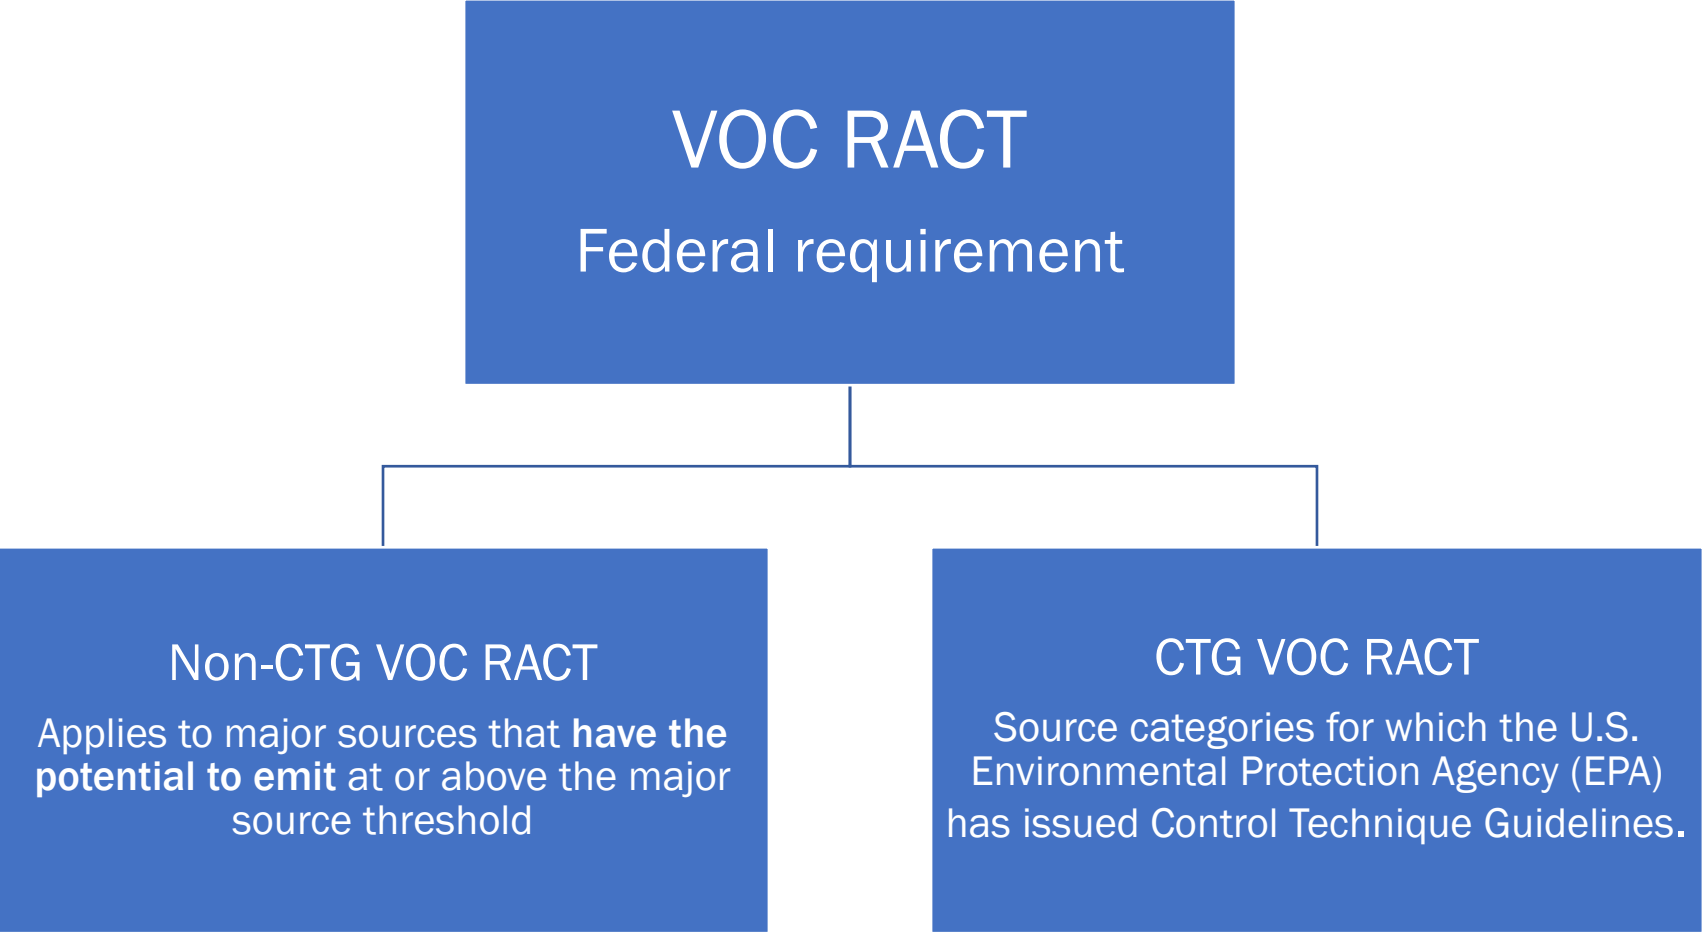 VOC RACT
Federal requirement
Non-CTG VOC RACT
Applies to major sources that have the
potential to emit at or above the major
source threshold
CTG VOC RACT
Source categories for which the U.S.
Environmental Protection Agency (EPA)
has issued Control Technique Guidelines.